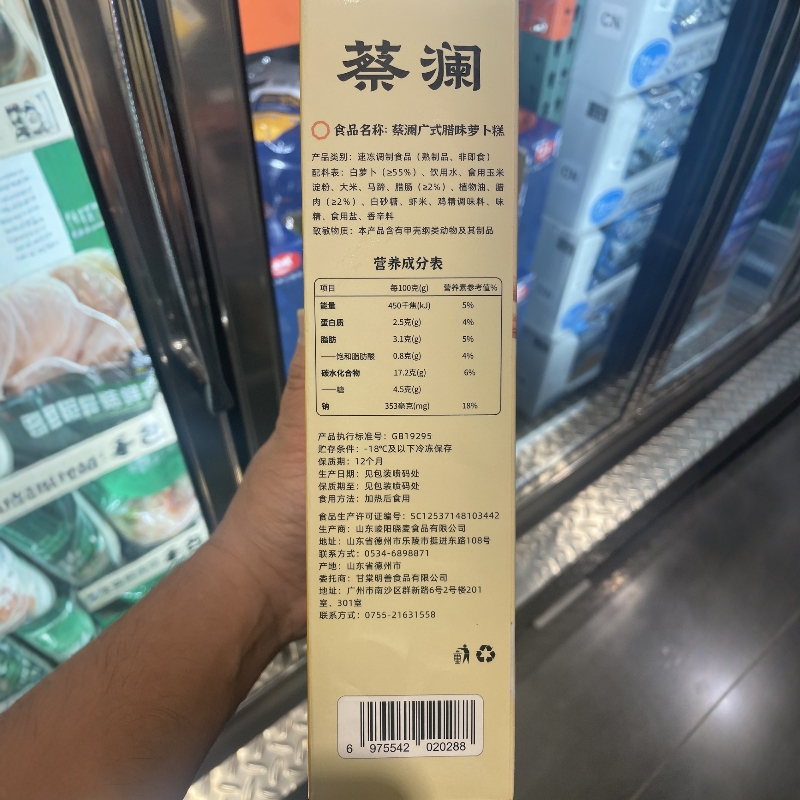 蔡澜
食品名称: 蔡澜广式腊味萝卜糕
产品类别: 速冻调制食品 (熟制品、非即食)
配料表: 白萝卜 (≥55%) 、饮用水、食用玉米
淀粉、大米、马蹄、腊肠 (≥2%) 、植物油、腊
肉 (≥2%) 、白砂糖、虾米、鸡精调味料、味
精、食用盐、香辛料
致敏物质: 本产品含有甲壳纲类动物及其制品
营养成分表
项目 每100克(g) 营养素参考值%
能量 450千焦(kJ) 5%
蛋白质 2.5克(g) 4%
脂肪 3.1克(g) 5%
——饱和脂肪酸 0.8克(g) 4%
碳水化合物 17.2克(g) 6%
——糖 4.5克(g)
钠 353毫克(mg) 18%
产品执行标准号: GB19295
贮存条件: -18℃及以下冷冻保存
保质期: 12个月
生产日期: 见包装喷码处
保质期至: 见包装喷码处
食用方法: 加热后食用
食品生产许可证编号: SC12537148103442
生产商: 山东崚阳晓麦食品有限公司
地址: 山东省德州市乐陵市挺进东路108号
联系方式: 0534-6898871
产地: 山东省德州市
委托商: 甘棠明善食品有限公司
地址: 广州市南沙区群新路6号2号楼201
室、301室
联系方式: 0755-21631558
6 975542 020288
CN